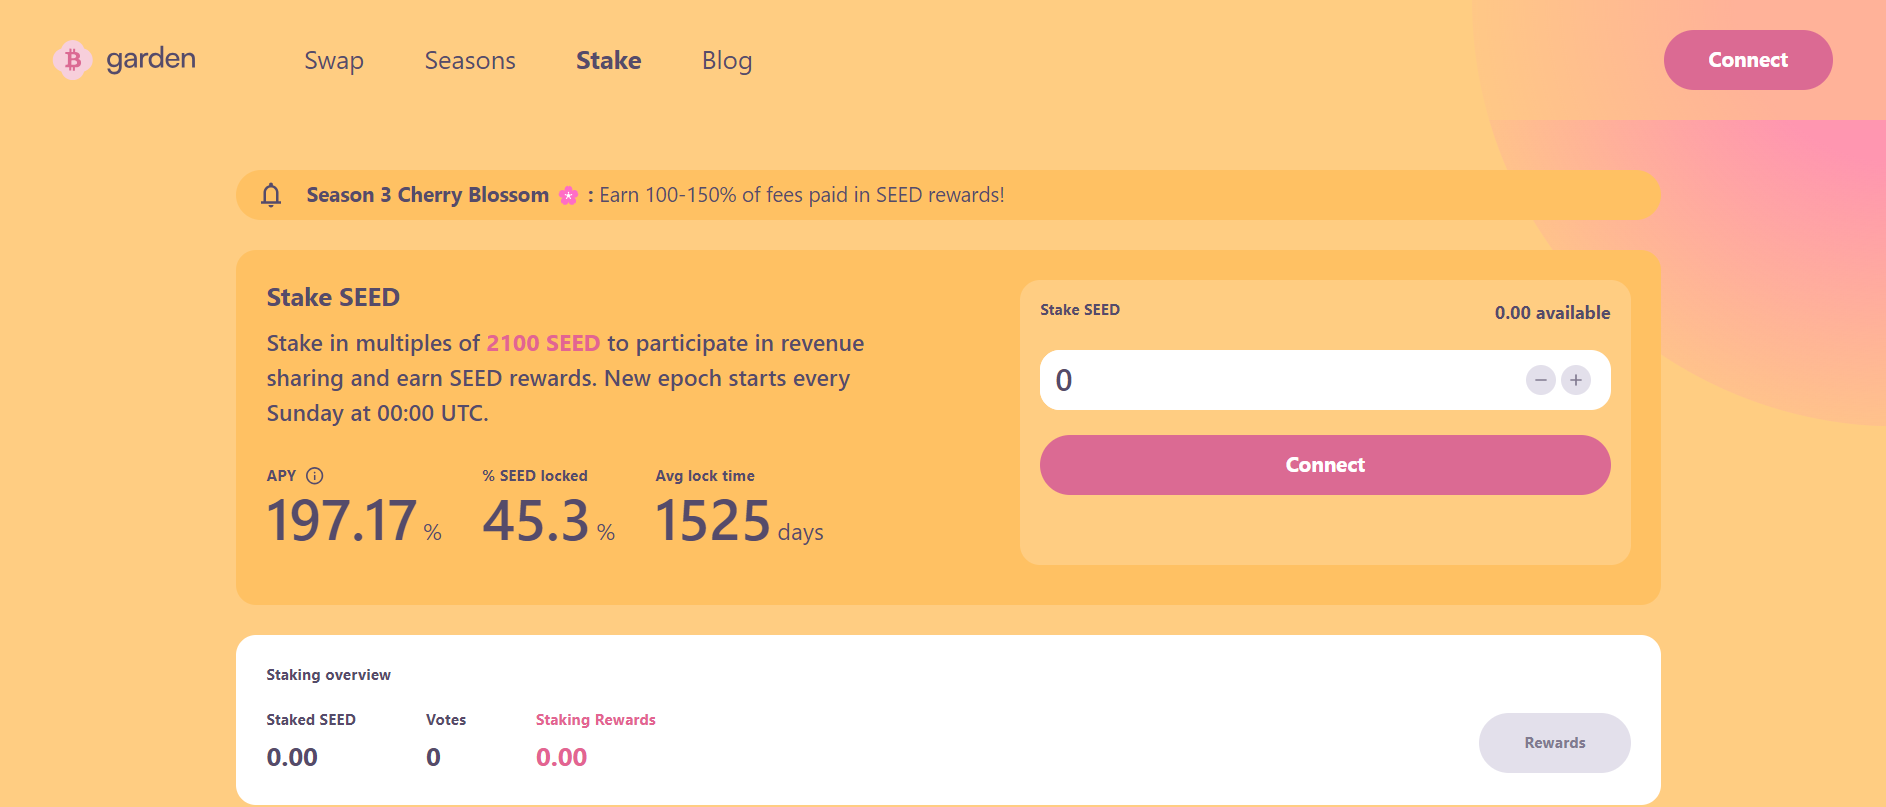 garden
Swap
Seasons
Stake
Blog
Connect
Season 3 Cherry Blossom 🌸 : Earn 100-150% of fees paid in SEED rewards!
Stake SEED
Stake in multiples of 2100 SEED to participate in revenue
sharing and earn SEED rewards. New epoch starts every
Sunday at 00:00 UTC.
APY
197.17 %
% SEED locked
45.3 %
Avg lock time
1525 days
Stake SEED
0.00 available
0
Connect
Staking overview
Staked SEED
0.00
Votes
0
Staking Rewards
0.00
Rewards